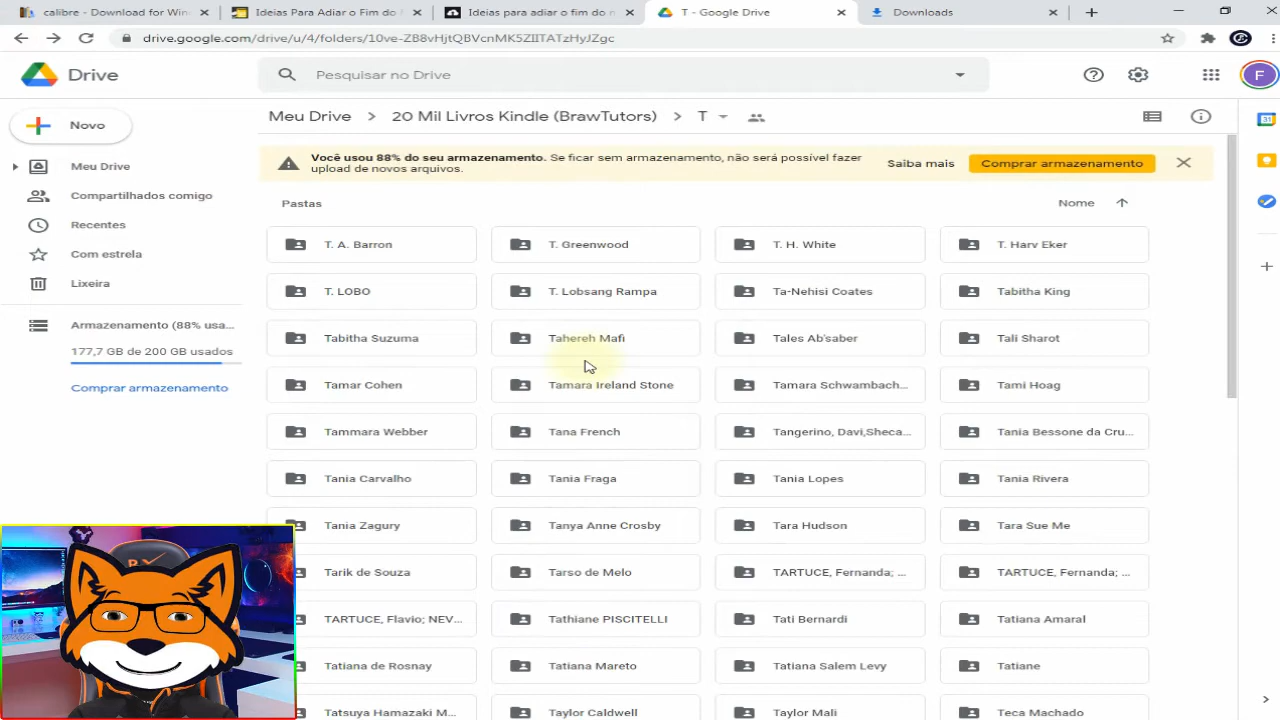 calibre - Download for Win
Ideias Para Adiar o Fim do
Ideias para adiar o fim do
T - Google Drive
Downloads
drive.google.com/drive/u/4/folders/10ve-ZB8vHjtQBVcnMK5ZIITATzHyJZgc
Drive
Pesquisar no Drive
F
Novo
Meu Drive
20 Mil Livros Kindle (BrawTutors)
T
Você usou 88% do seu armazenamento. Se ficar sem armazenamento, não será possível fazer
upload de novos arquivos.
Saiba mais
Comprar armazenamento
Meu Drive
Compartilhados comigo
Recentes
Com estrela
Lixeira
Armazenamento (88% usa...
177,7 GB de 200 GB usados
Comprar armazenamento
Pastas
Nome
T. A. Barron
T. Greenwood
T. H. White
T. Harv Eker
T. LOBO
T. Lobsang Rampa
Ta-Nehisi Coates
Tabitha King
Tabitha Suzuma
Tahereh Mafi
Tales Ab'saber
Tali Sharot
Tamar Cohen
Tamara Ireland Stone
Tamara Schwambach...
Tami Hoag
Tammara Webber
Tana French
Tangerino, Davi,Sheca...
Tania Bessone da Cru...
Tania Carvalho
Tania Fraga
Tania Lopes
Tania Rivera
Tania Zagury
Tanya Anne Crosby
Tara Hudson
Tara Sue Me
Tarik de Souza
Tarso de Melo
TARTUCE, Fernanda; ...
TARTUCE, Fernanda; ...
TARTUCE, Flavio; NEV...
Tathiane PISCITELLI
Tati Bernardi
Tatiana Amaral
Tatiana de Rosnay
Tatiana Mareto
Tatiana Salem Levy
Tatiane
Tatsuya Hamazaki M...
Taylor Caldwell
Taylor Mali
Teca Machado